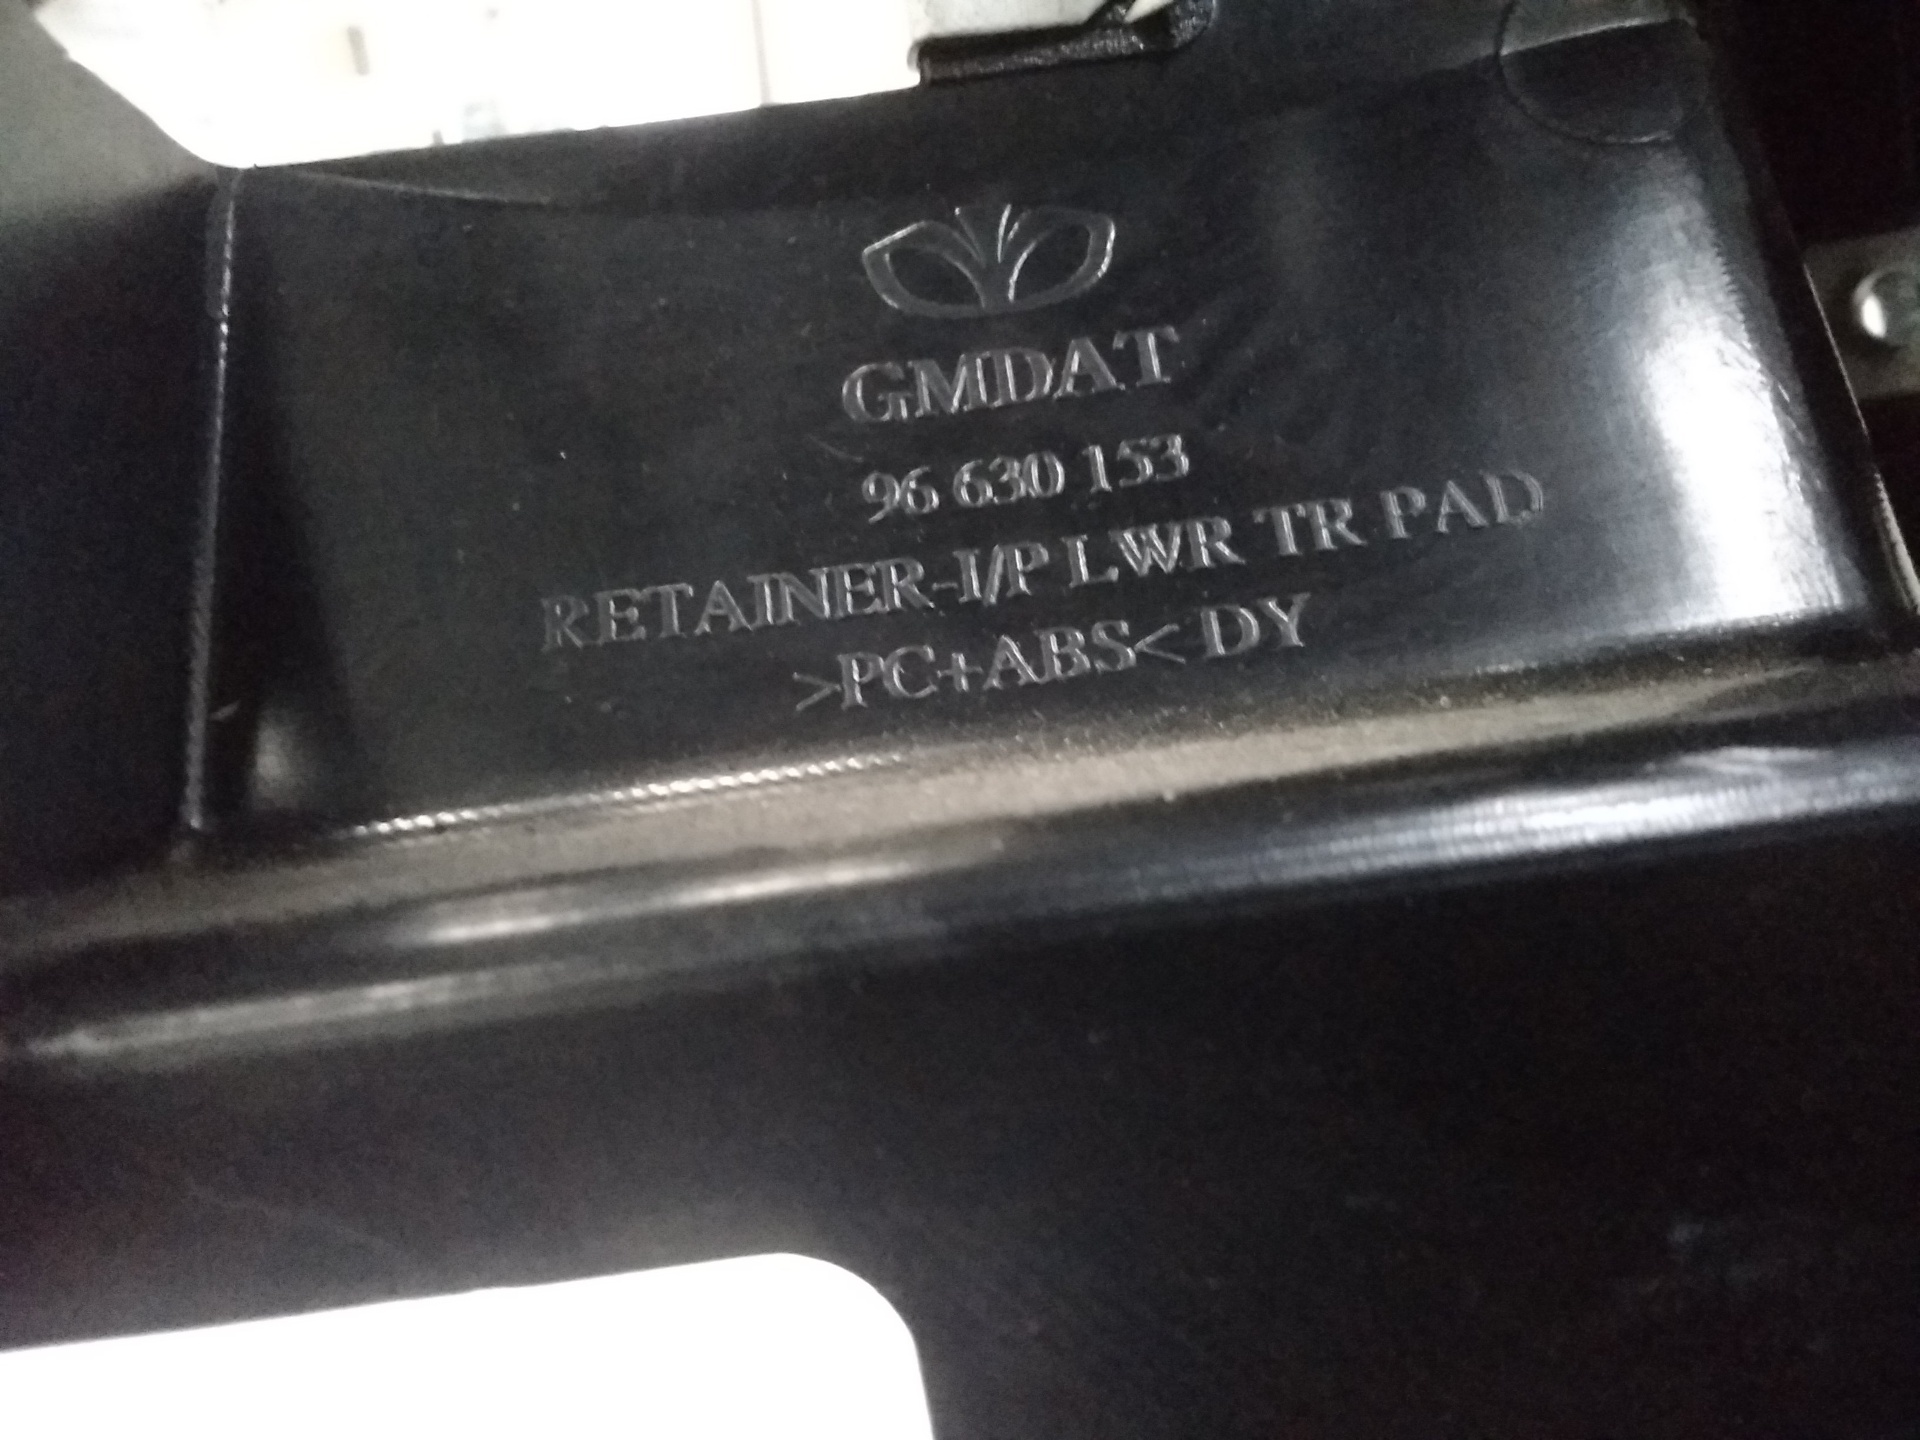 GMDAT
96 630 153
RETAINER-I/P LWR TR PAD
>PC+ABS< DY